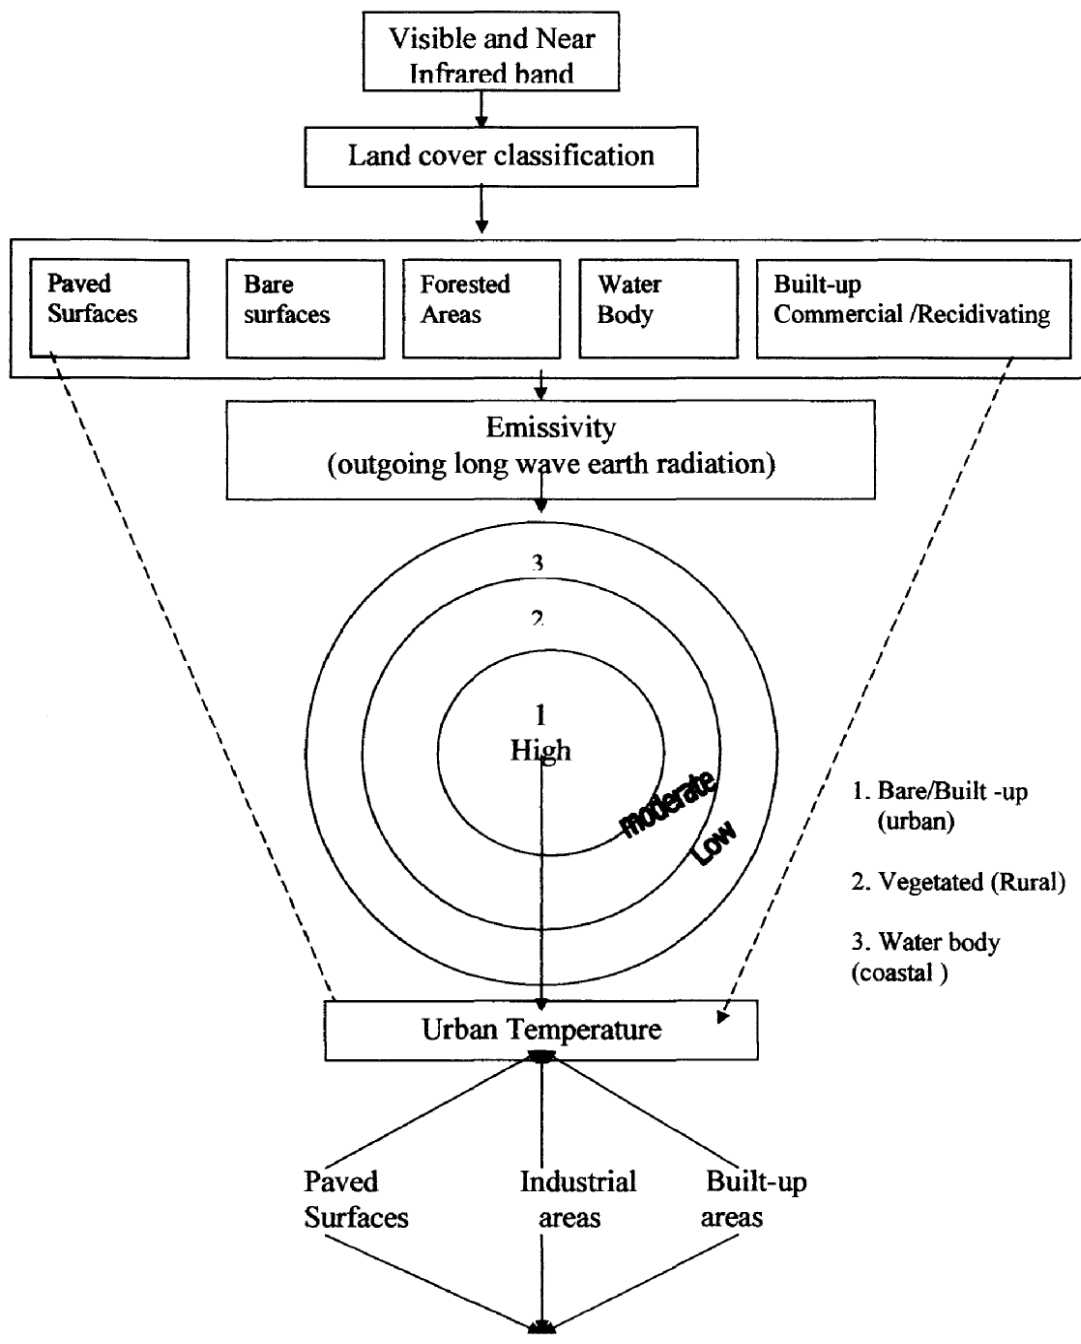 Visible and Near
Infrared band
Land cover classification
Paved
Surfaces
Bare
surfaces
Forested
Areas
Water
Body
Built-up
Commercial /Recidivating
Emissivity
(outgoing long wave earth radiation)
3
2
1
High
moderate
Low
1. Bare/Built -up
(urban)
2. Vegetated (Rural)
3. Water body
(coastal )
Urban Temperature
Paved
Surfaces
Industrial
areas
Built-up
areas